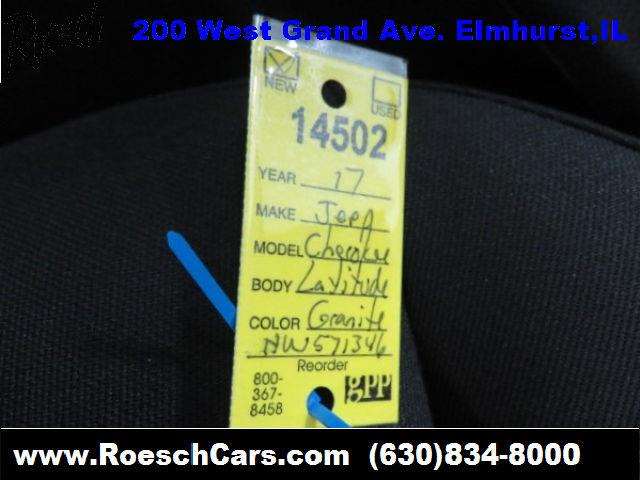 200 West Grand Ave. Elmhurst,IL
Roesch
NEW
USED
14502
YEAR 17
MAKE Jeep
MODEL Cherokee
BODY Latitude
COLOR Granite
HW571346
Reorder
800-
367-
8458
gPP
www.RoeschCars.com (630)834-8000